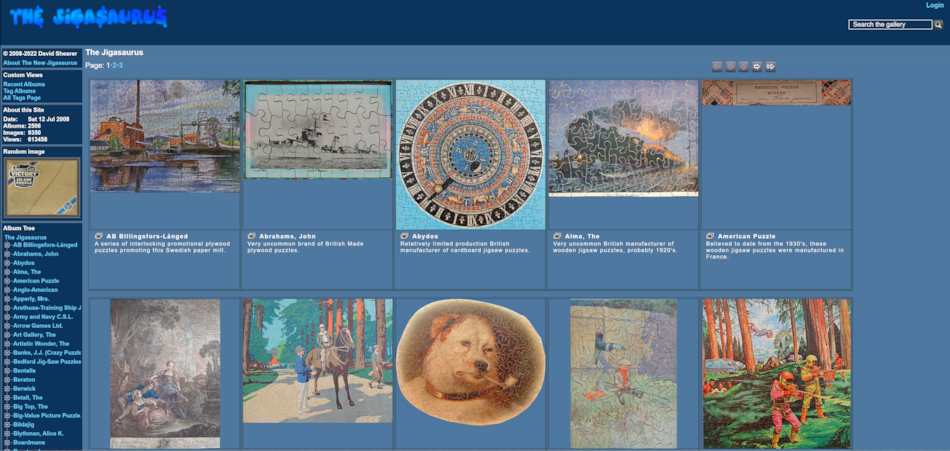 THE JIGASAURUS
Login
Search the gallery
© 2008-2022 David Shearer
About The New Jigasaurus
Custom Views
Recent Albums
Tag Albums
All Tags Page
About this Site
Date: Sat 12 Jul 2008
Albums: 2506
Images: 9350
Views: 613458
Random image
VICTORY
Album Tree
The Jigasaurus
AB Billingsfors-Långed
Abrahams, John
Abydos
Alma, The
American Puzzle
Anglo-American
Apperly, Mrs.
Arethuse-Training Ship J
Army and Navy C.S.L.
Arrow Games Ltd.
Art Gallery, The
Artistic Wonder, The
Banks, J.J. (Crazy Puzzle
Bedford Jig-Saw Puzzles
Bentalls
Beraton
Berwick
Betall, The
Big Top, The
Big-Value Picture Puzzle
Bildajig
Blythman, Alice K.
Boardmans
The Jigasaurus
Page: 1-2-3
AB Billingsfors-Långed
A series of interlocking promotional plywood
puzzles promoting this Swedish paper mill.
Abrahams, John
Very uncommon brand of British Made
plywood puzzles.
Abydos
Relatively limited production British
manufacturer of cardboard jigsaw puzzles.
Alma, The
Very uncommon British manufacturer of
wooden jigsaw puzzles, probably 1920's.
American Puzzle
Believed to date from the 1930's, these
wooden jigsaw puzzles were manufactured in
France.